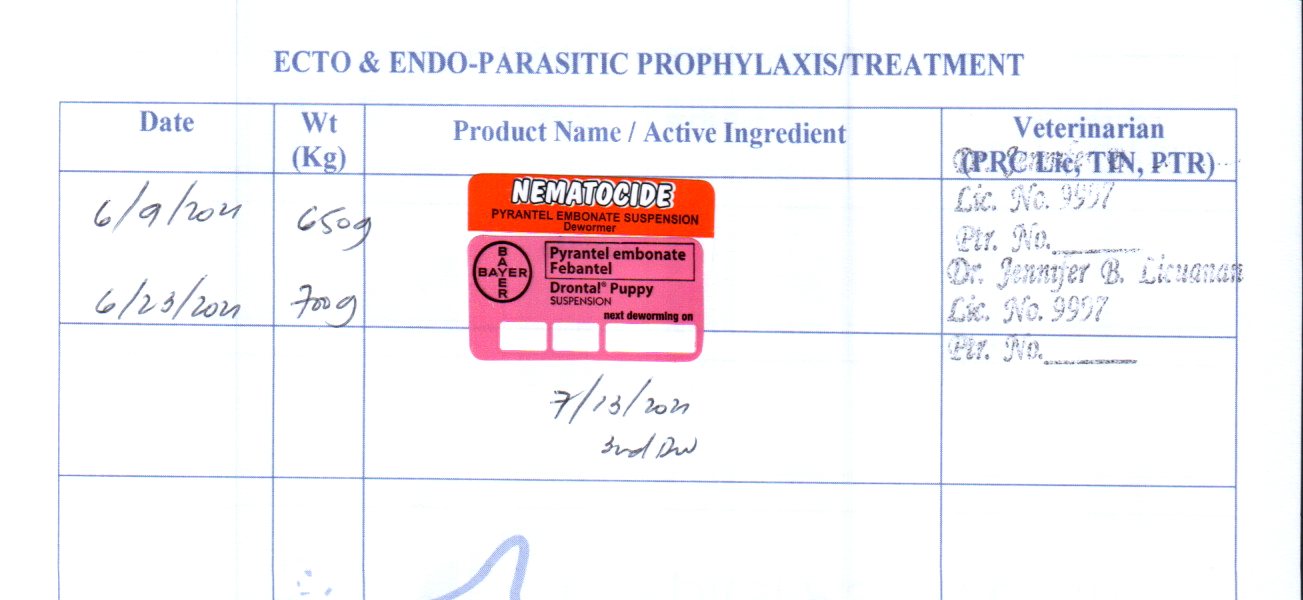 ECTO & ENDO-PARASITIC PROPHYLAXIS/TREATMENT
Date
Wt
(Kg)
Product Name / Active Ingredient
Veterinarian
(PRC Lic, TIN, PTR)
6/9/2021
650g
NEMATOCIDE
PYRANTEL EMBONATE SUSPENSION
Dewormer
Lic. No. 9997
Ptr. No.
6/23/2021
700g
BAYER
BAYER
Pyrantel embonate
Febantel
Drontal® Puppy
SUSPENSION
next deworming on
Dr. Jennifer B. Licuanan
Lic. No. 9997
Ptr. No.
7/13/2021
3rd DW